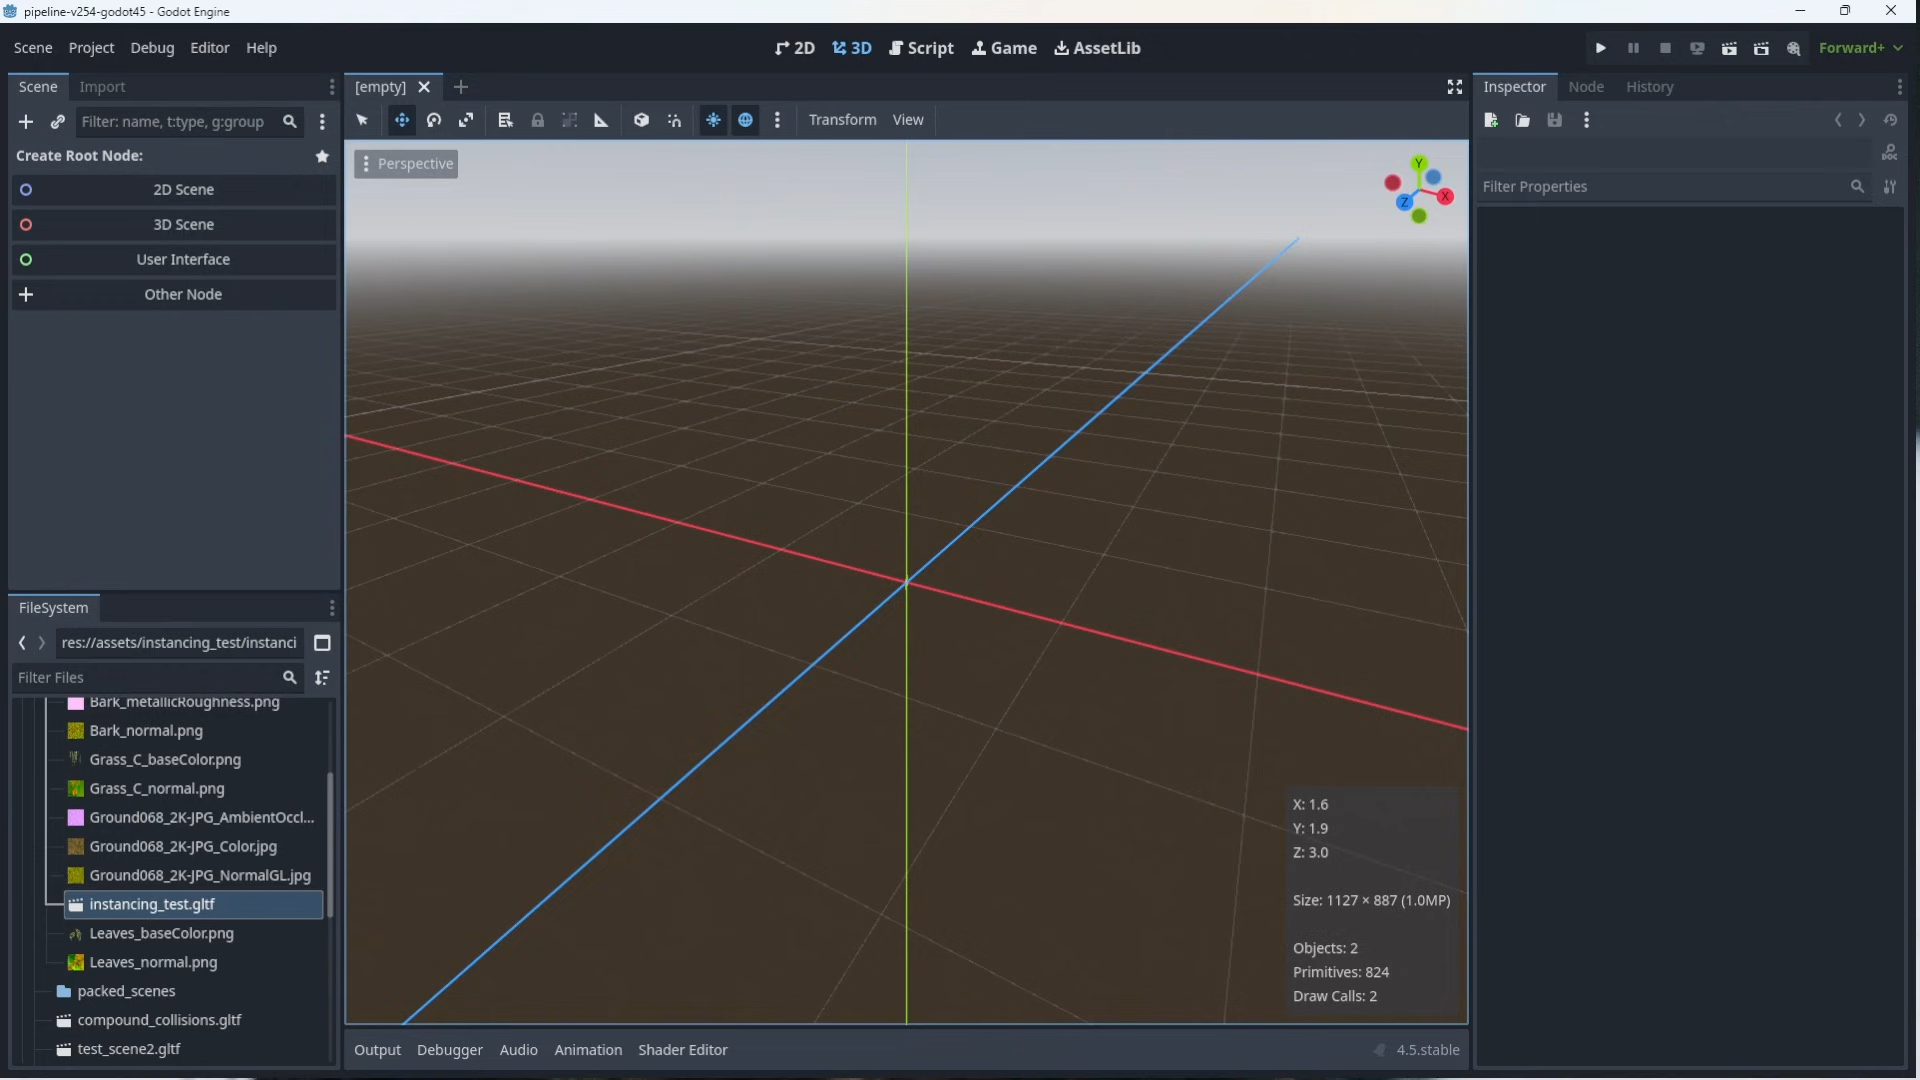 pipeline-v254-godot45 - Godot Engine
Scene Project Debug Editor Help
2D 3D Script Game AssetLib
Forward+
Scene Import
Filter: name, t:type, g:group
Create Root Node:
2D Scene
3D Scene
User Interface
Other Node
FileSystem
res://assets/instancing_test/instanci
Filter Files
Bark_metallicRoughness.png
Bark_normal.png
Grass_C_baseColor.png
Grass_C_normal.png
Ground068_2K-JPG_AmbientOccl...
Ground068_2K-JPG_Color.jpg
Ground068_2K-JPG_NormalGL.jpg
instancing_test.gltf
Leaves_baseColor.png
Leaves_normal.png
packed_scenes
compound_collisions.gltf
test_scene2.gltf
[empty]
Transform View
Perspective
Y
X
Z
X: 1.6
Y: 1.9
Z: 3.0
Size: 1127 × 887 (1.0MP)
Objects: 2
Primitives: 824
Draw Calls: 2
Output Debugger Audio Animation Shader Editor
4.5.stable
Inspector Node History
DOC
Filter Properties